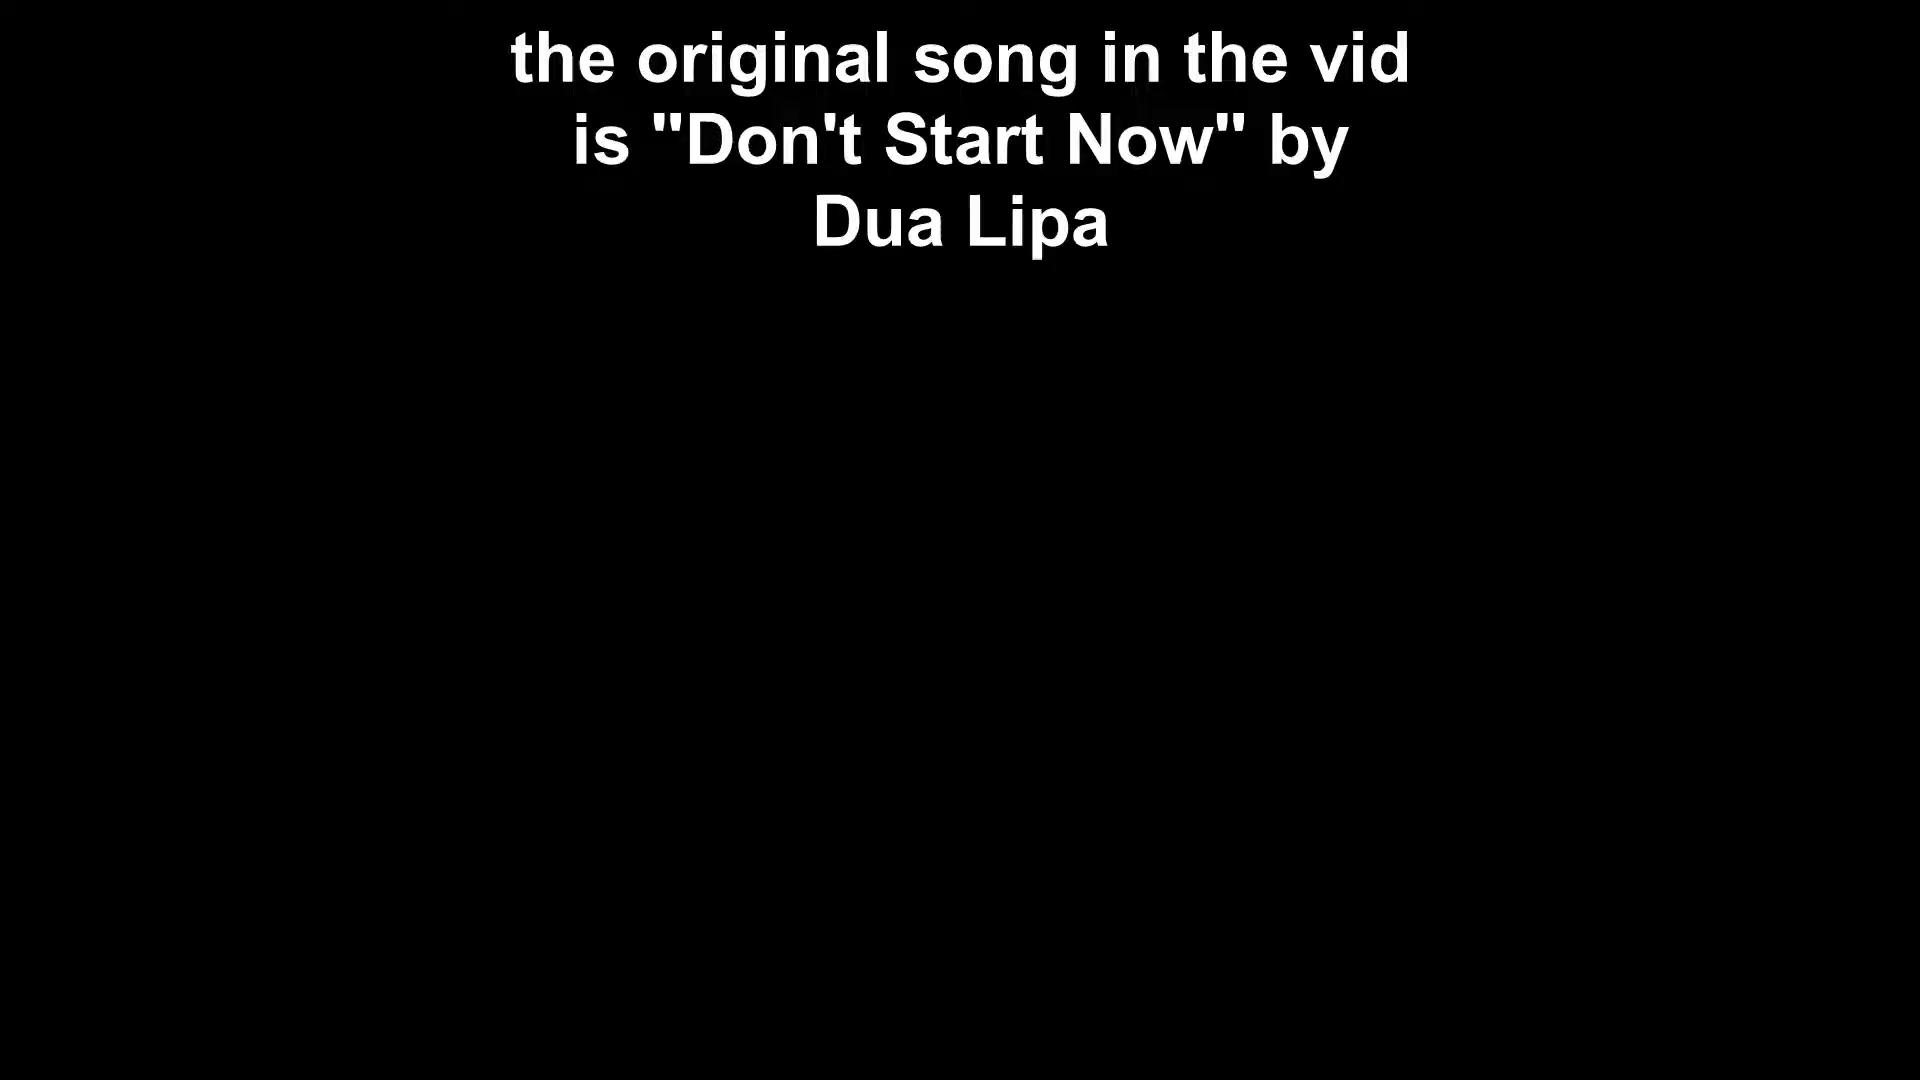 the original song in the vid
is "Don't Start Now" by
Dua Lipa